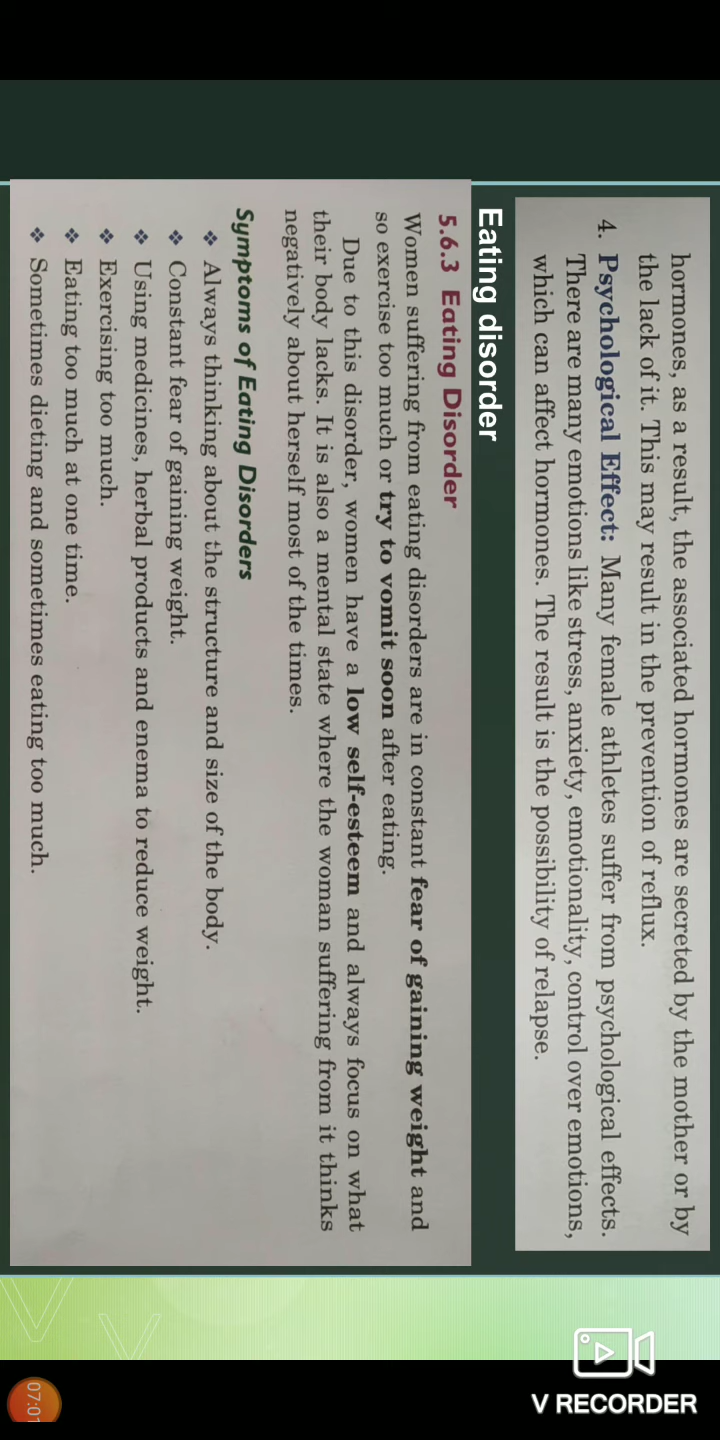 hormones, as a result, the associated hormones are secreted by the mother or by
the lack of it. This may result in the prevention of reflux.
4. Psychological Effect: Many female athletes suffer from psychological effects.
There are many emotions like stress, anxiety, emotionality, control over emotions,
which can affect hormones. The result is the possibility of relapse.
Eating disorder
5.6.3 Eating Disorder
Women suffering from eating disorders are in constant fear of gaining weight and
so exercise too much or try to vomit soon after eating.
Due to this disorder, women have a low self-esteem and always focus on what
their body lacks. It is also a mental state where the woman suffering from it thinks
negatively about herself most of the times.
Symptoms of Eating Disorders
❖ Always thinking about the structure and size of the body.
❖ Constant fear of gaining weight.
❖ Using medicines, herbal products and enema to reduce weight.
❖ Exercising too much.
❖ Eating too much at one time.
❖ Sometimes dieting and sometimes eating too much.
V RECORDER
07:01